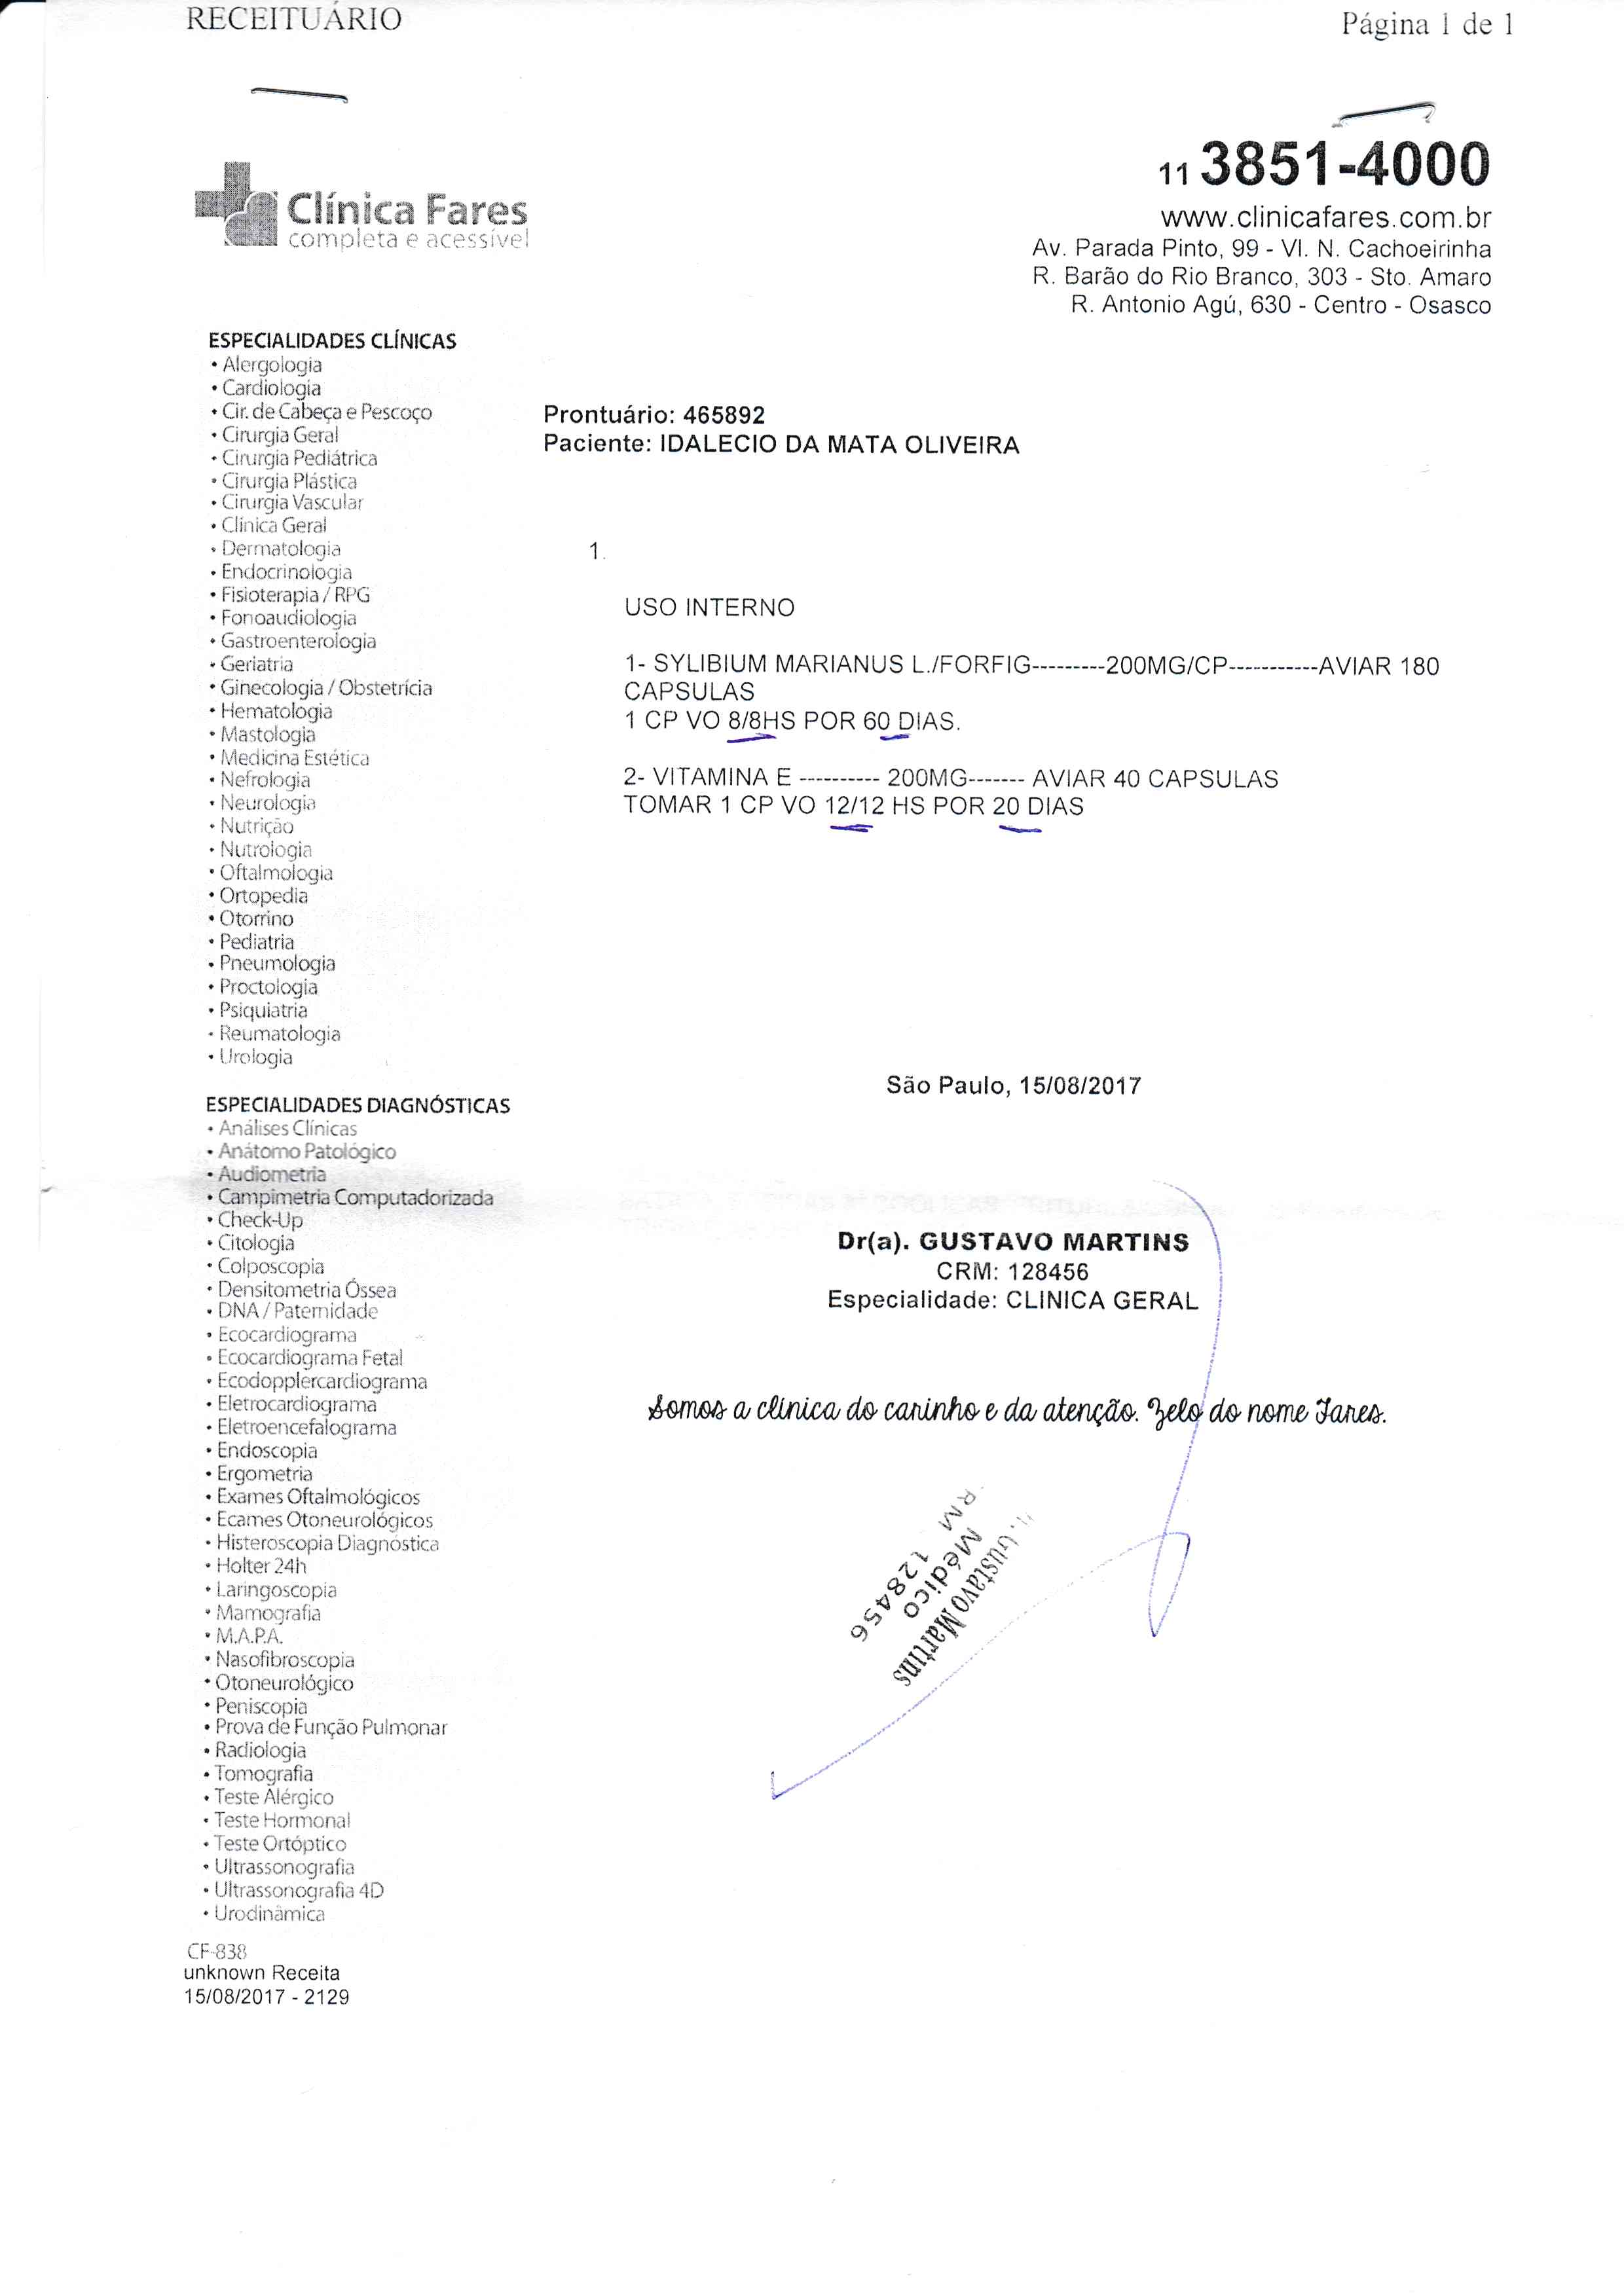 RECEITUÁRIO
Página 1 de 1
Clínica Fares
completa e acessível
11 3851-4000
www.clinicafares.com.br
Av. Parada Pinto, 99 - Vl. N. Cachoeirinha
R. Barão do Rio Branco, 303 - Sto. Amaro
R. Antonio Agú, 630 - Centro - Osasco
ESPECIALIDADES CLÍNICAS
• Alergologia
• Cardiologia
• Cir. de Cabeça e Pescoço
• Cirurgia Geral
• Cirurgia Pediátrica
• Cirurgia Plástica
• Cirurgia Vascular
• Clínica Geral
• Dermatologia
• Endocrinologia
• Fisioterapia / RPG
• Fonoaudiologia
• Gastroenterologia
• Geriatria
• Ginecologia / Obstetrícia
• Hematologia
• Mastologia
• Medicina Estética
• Nefrologia
• Neurologia
• Nutrição
• Nutrologia
• Oftalmologia
• Ortopedia
• Otorrino
• Pediatria
• Pneumologia
• Proctologia
• Psiquiatria
• Reumatologia
• Urologia
ESPECIALIDADES DIAGNÓSTICAS
• Análises Clínicas
• Anátomo Patológico
• Audiometria
• Campimetria Computadorizada
• Check-Up
• Citologia
• Colposcopia
• Densitometria Óssea
• DNA / Paternidade
• Ecocardiograma
• Ecocardiograma Fetal
• Ecodopplercardiograma
• Eletrocardiograma
• Eletroencefalograma
• Endoscopia
• Ergometria
• Exames Oftalmológicos
• Ecames Otoneurológicos
• Histeroscopia Diagnóstica
• Holter 24h
• Laringoscopia
• Mamografia
• M.A.P.A.
• Nasofibroscopia
• Otoneurológico
• Peniscopia
• Prova de Função Pulmonar
• Radiologia
• Tomografia
• Teste Alérgico
• Teste Hormonal
• Teste Ortóptico
• Ultrassonografia
• Ultrassonografia 4D
• Urodinâmica
CF-838
unknown Receita
15/08/2017 - 2129
Prontuário: 465892
Paciente: IDALECIO DA MATA OLIVEIRA
1.
USO INTERNO
1- SYLIBIUM MARIANUS L./FORFIG---------200MG/CP-----------AVIAR 180
CAPSULAS
1 CP VO 8/8HS POR 60 DIAS.
2- VITAMINA E ---------- 200MG------- AVIAR 40 CAPSULAS
TOMAR 1 CP VO 12/12 HS POR 20 DIAS
São Paulo, 15/08/2017
Dr(a). GUSTAVO MARTINS
CRM: 128456
Especialidade: CLINICA GERAL
Somos a clínica do carinho e da atenção. Zelo do nome Fares.
Gustavo Martins
Médico
RM 128456